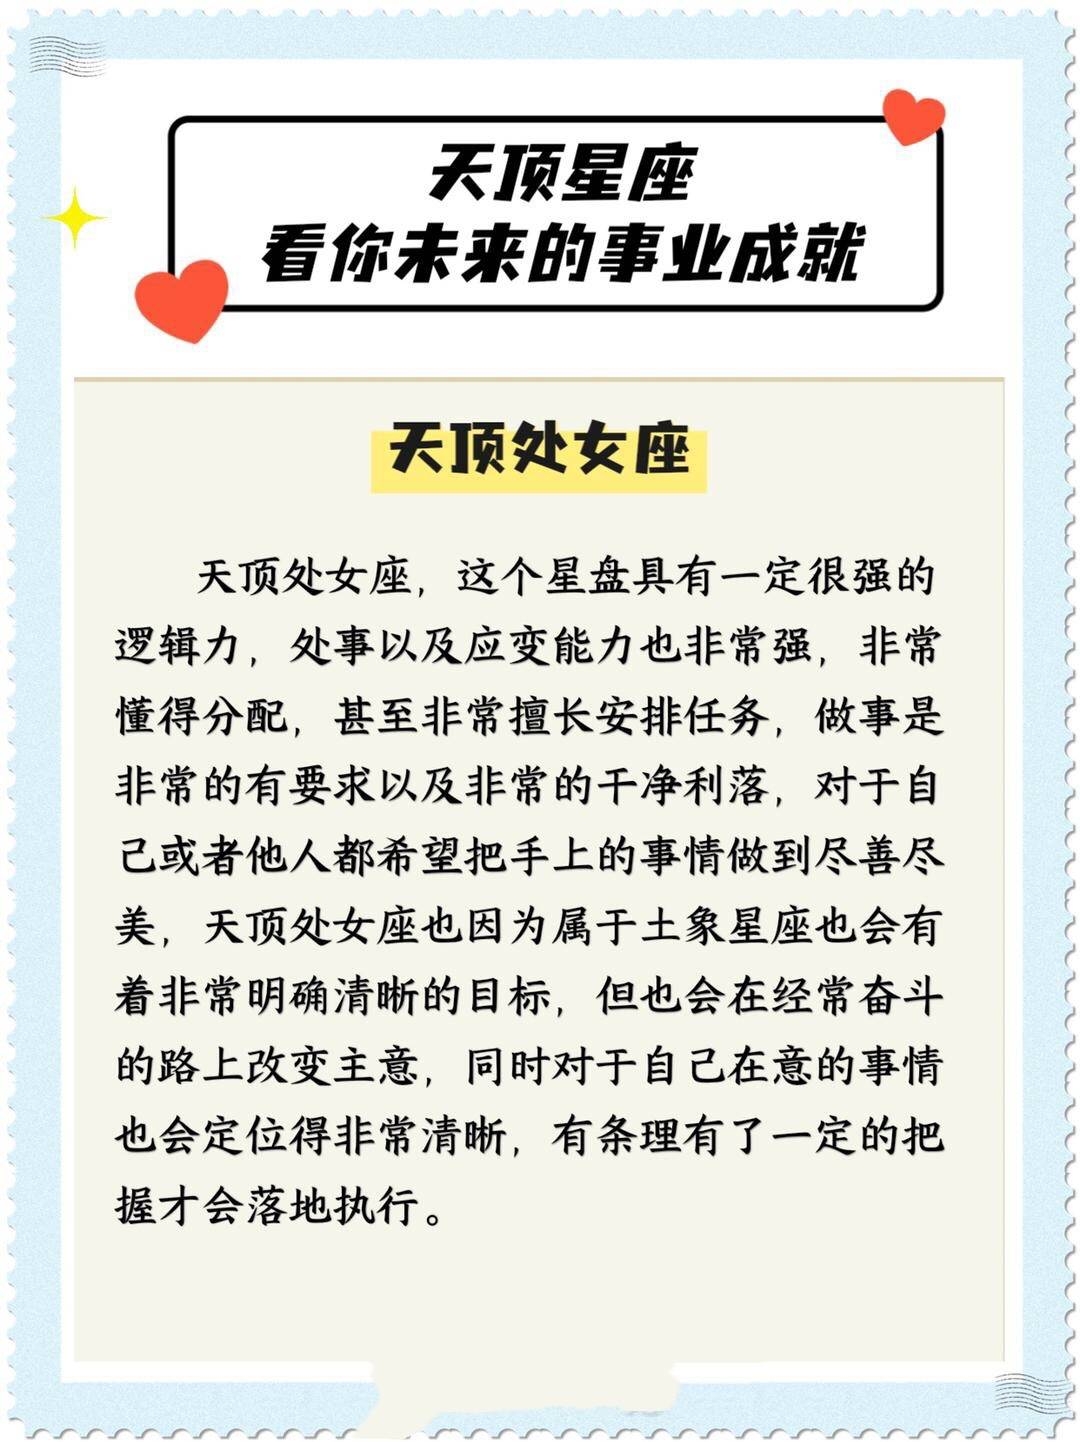 天顶星座
看你未来的事业成就
天顶处女座
天顶处女座，这个星盘具有一定很强的
逻辑力，处事以及应变能力也非常强，非常
懂得分配，甚至非常擅长安排任务，做事是
非常的有要求以及非常的干净利落，对于自
己或者他人都希望把手上的事情做到尽善尽
美，天顶处女座也因为属于土象星座也会有
着非常明确清晰的目标，但也会在经常奋斗
的路上改变主意，同时对于自己在意的事情
也会定位得非常清晰，有条理有了一定的把
握才会落地执行。